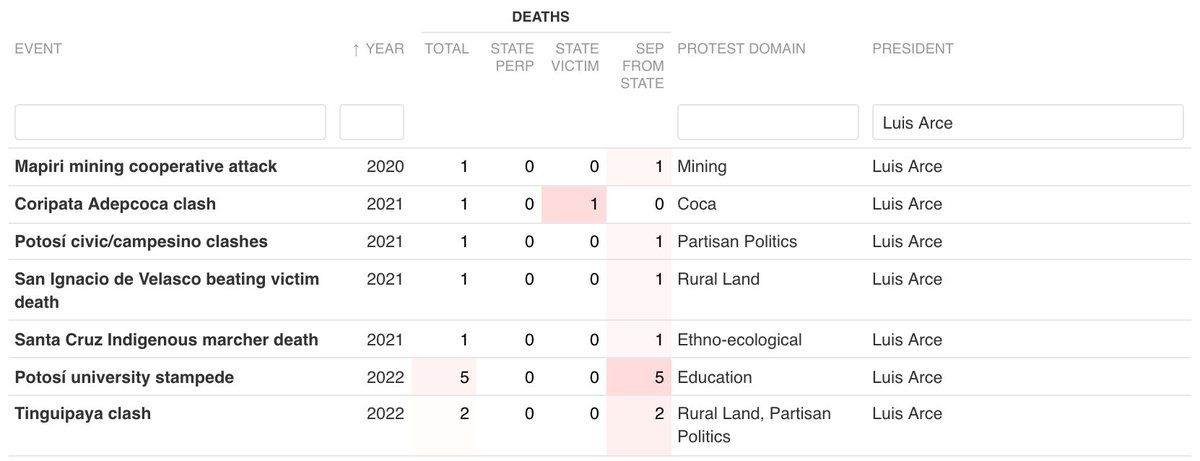 DEATHS
EVENT ↑ YEAR TOTAL STATE PERP STATE VICTIM SEP FROM STATE PROTEST DOMAIN PRESIDENT
Luis Arce
Mapiri mining cooperative attack 2020 1 0 0 1 Mining Luis Arce
Coripata Adepcoca clash 2021 1 0 1 0 Coca Luis Arce
Potosí civic/campesino clashes 2021 1 0 0 1 Partisan Politics Luis Arce
San Ignacio de Velasco beating victim 2021 1 0 0 1 Rural Land Luis Arce
death
Santa Cruz Indigenous marcher death 2021 1 0 0 1 Ethno-ecological Luis Arce
Potosí university stampede 2022 5 0 0 5 Education Luis Arce
Tinguipaya clash 2022 2 0 0 2 Rural Land, Partisan Luis Arce
Politics